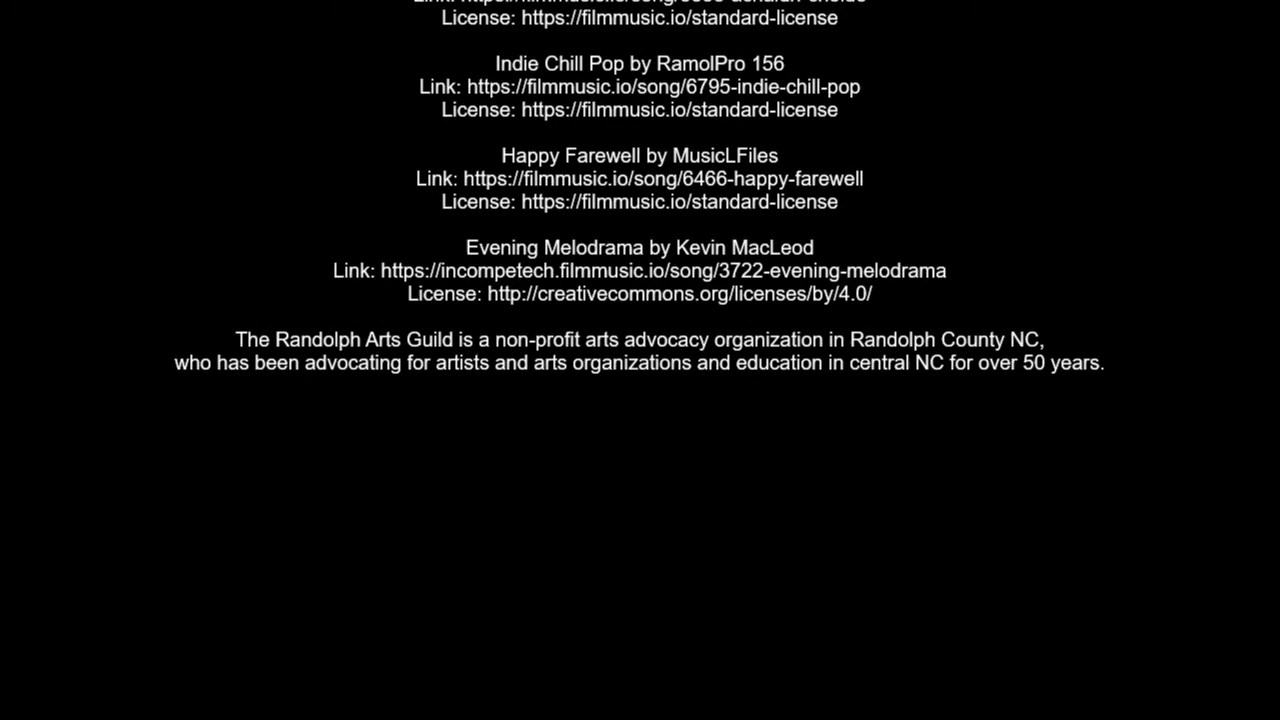 License: https://filmmusic.io/standard-license
Indie Chill Pop by RamolPro 156
Link: https://filmmusic.io/song/6795-indie-chill-pop
License: https://filmmusic.io/standard-license
Happy Farewell by MusicLFiles
Link: https://filmmusic.io/song/6466-happy-farewell
License: https://filmmusic.io/standard-license
Evening Melodrama by Kevin MacLeod
Link: https://incompetech.filmmusic.io/song/3722-evening-melodrama
License: http://creativecommons.org/licenses/by/4.0/
The Randolph Arts Guild is a non-profit arts advocacy organization in Randolph County NC,
who has been advocating for artists and arts organizations and education in central NC for over 50 years.